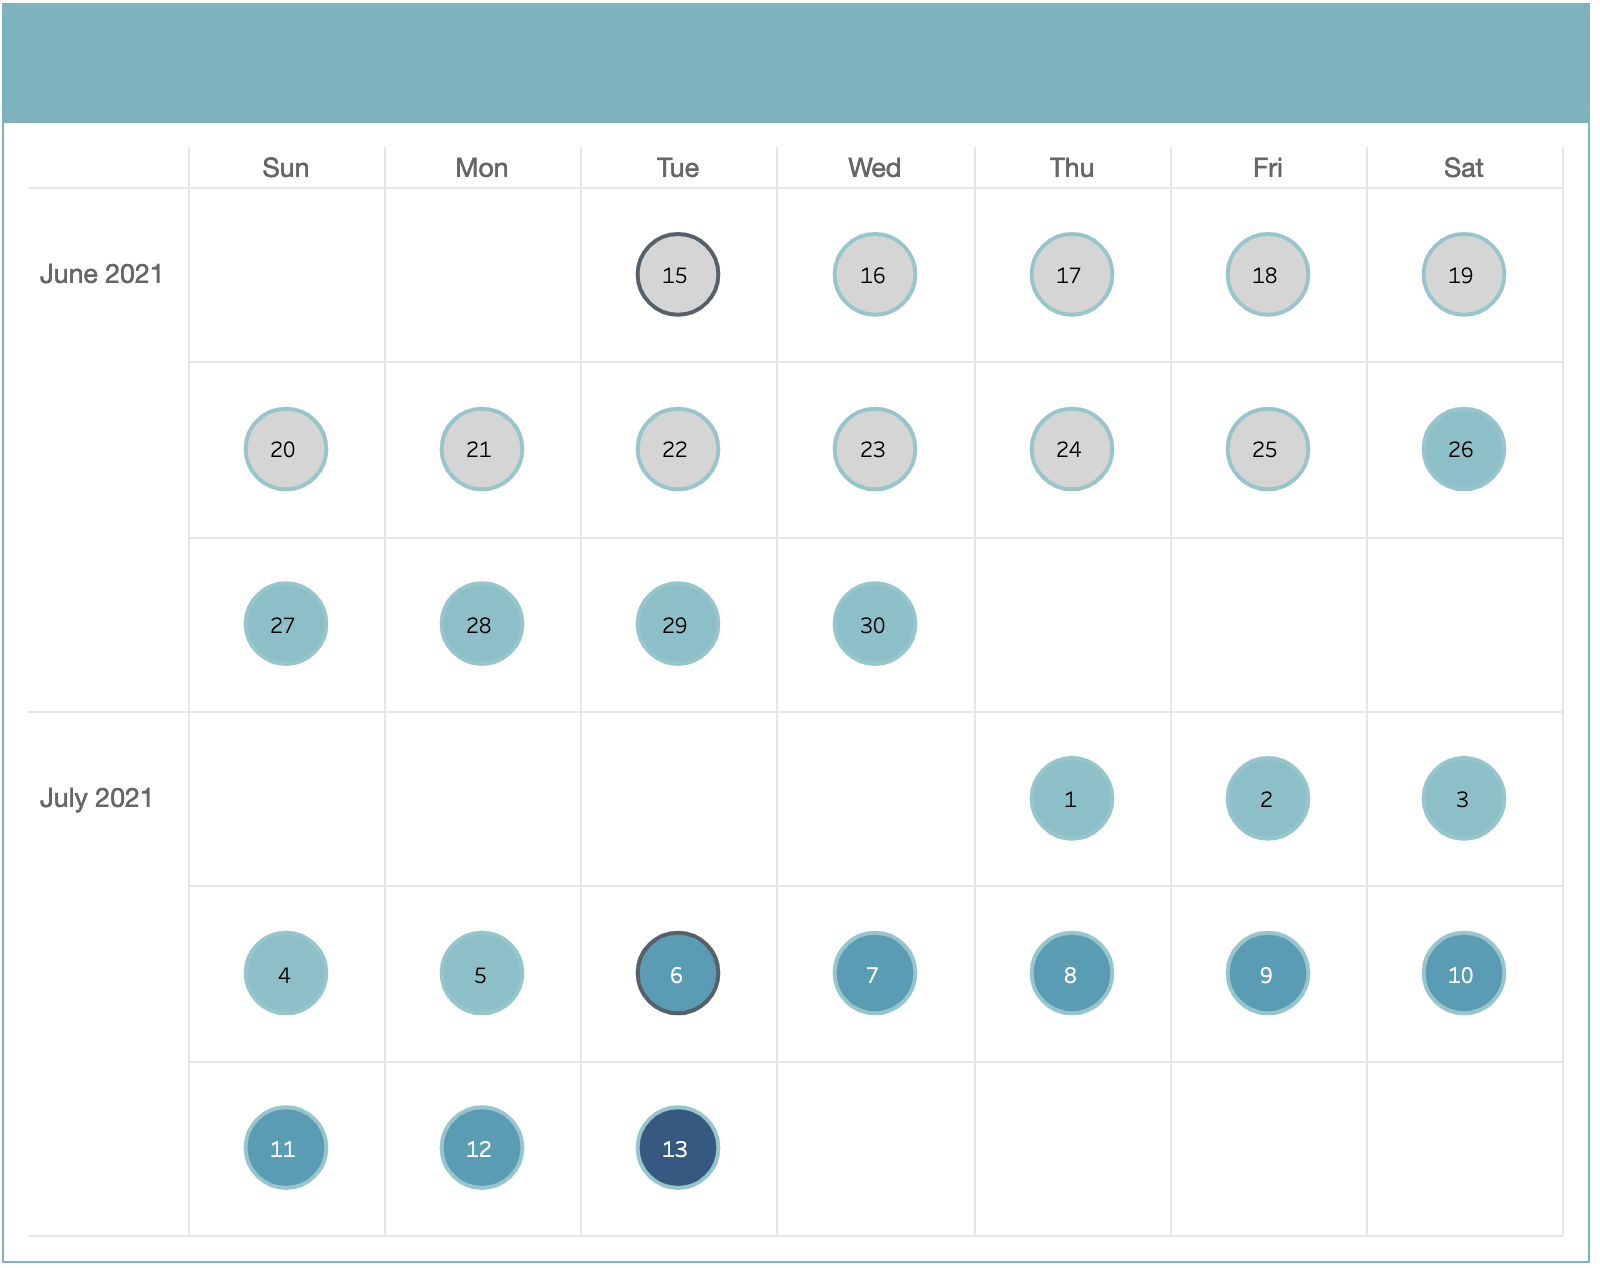 Sun Mon Tue Wed Thu Fri Sat
June 2021 15 16 17 18 19
20 21 22 23 24 25 26
27 28 29 30
July 2021 1 2 3
4 5 6 7 8 9 10
11 12 13